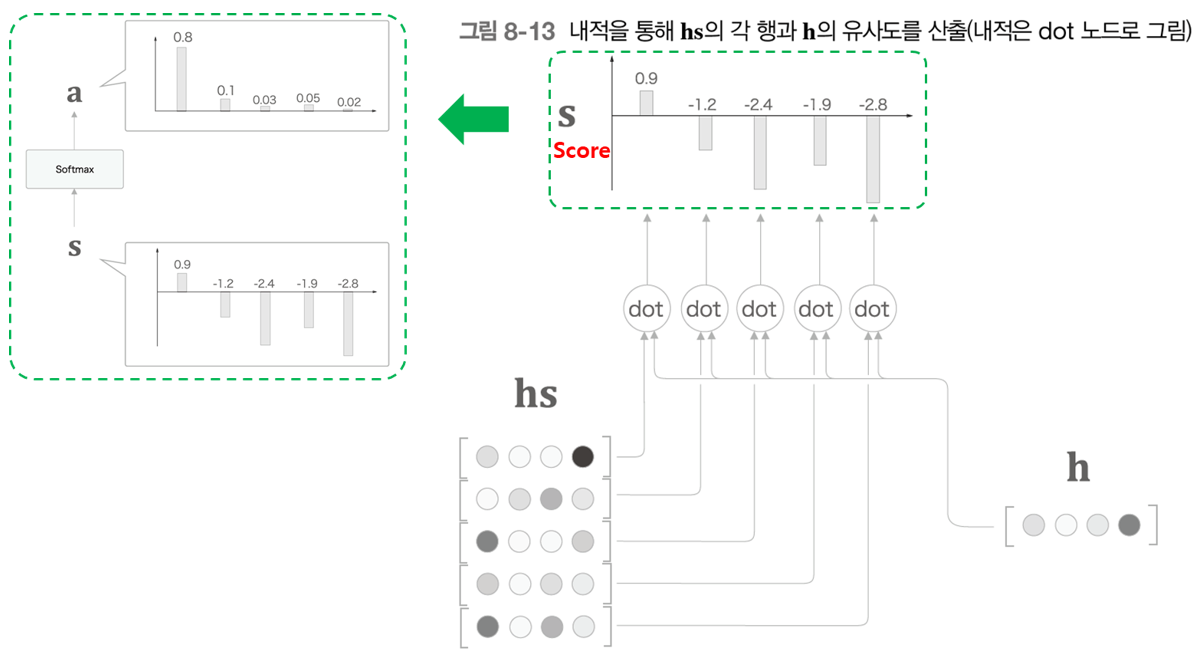 그림 8-13 내적을 통해 hs의 각 행과 h의 유사도를 산출(내적은 dot 노드로 그림)
0.8
0.1
0.03
0.05
0.02
a
Softmax
s
0.9
-1.2
-2.4
-1.9
-2.8
s
Score
0.9
-1.2
-2.4
-1.9
-2.8
dot
dot
dot
dot
dot
hs
h